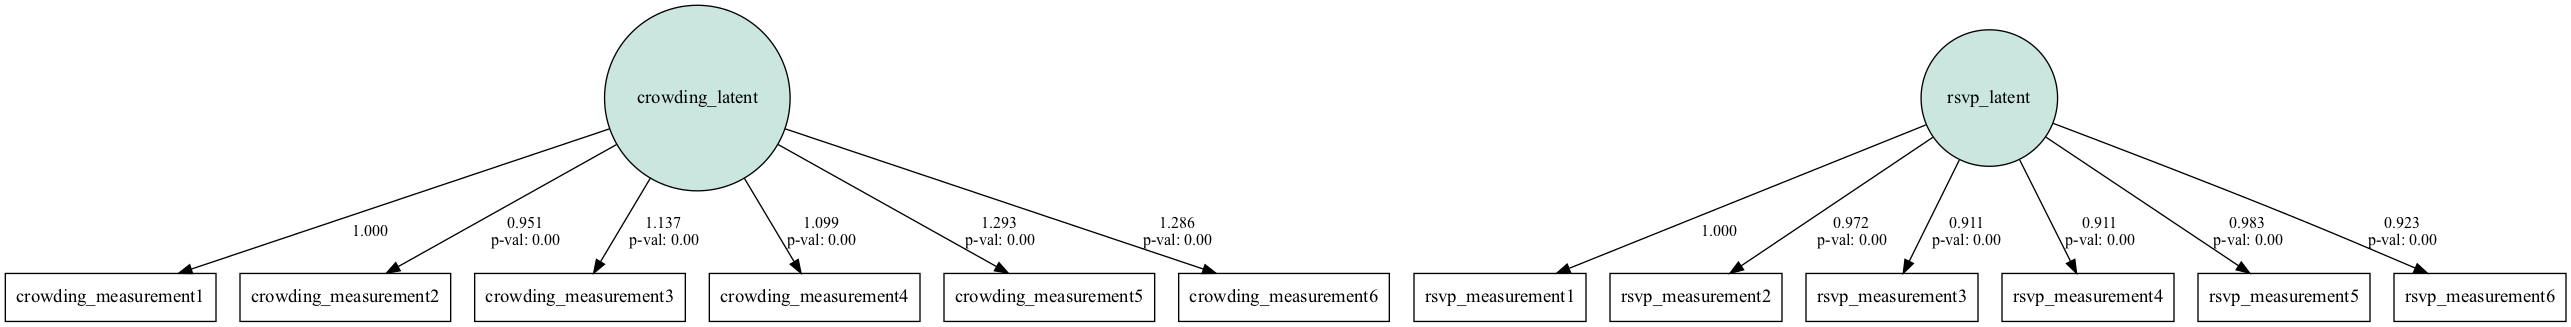 crowding_latent
rsvp_latent
1.000
0.951
p-val: 0.00
1.137
p-val: 0.00
1.099
p-val: 0.00
1.293
p-val: 0.00
1.286
p-val: 0.00
1.000
0.972
p-val: 0.00
0.911
p-val: 0.00
0.911
p-val: 0.00
0.983
p-val: 0.00
0.923
p-val: 0.00
crowding_measurement1
crowding_measurement2
crowding_measurement3
crowding_measurement4
crowding_measurement5
crowding_measurement6
rsvp_measurement1
rsvp_measurement2
rsvp_measurement3
rsvp_measurement4
rsvp_measurement5
rsvp_measurement6